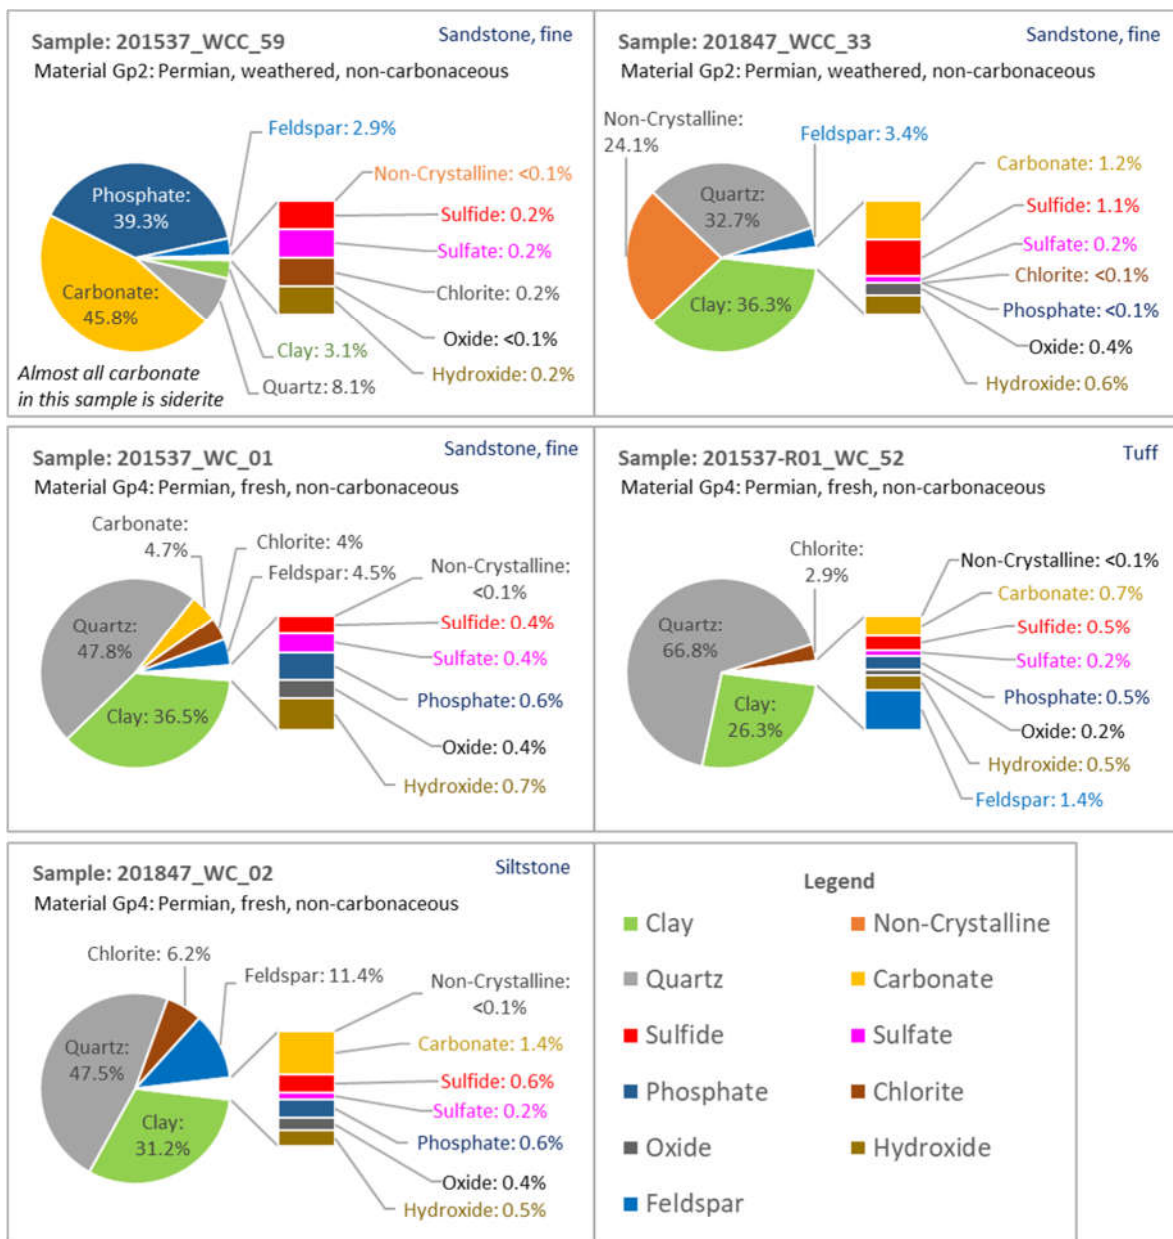 Sample: 201537_WCC_59
Sandstone, fine
Material Gp2: Permian, weathered, non-carbonaceous
Feldspar: 2.9%
Phosphate:
39.3%
Non-Crystalline: <0.1%
Sulfide: 0.2%
Sulfate: 0.2%
Carbonate:
45.8%
Chlorite: 0.2%
Oxide: <0.1%
Clay: 3.1%
Hydroxide: 0.2%
Quartz: 8.1%
Almost all carbonate
in this sample is siderite
Sample: 201847_WCC_33
Sandstone, fine
Material Gp2: Permian, weathered, non-carbonaceous
Non-Crystalline:
24.1%
Feldspar: 3.4%
Carbonate: 1.2%
Quartz:
32.7%
Sulfide: 1.1%
Sulfate: 0.2%
Chlorite: <0.1%
Clay: 36.3%
Phosphate: <0.1%
Oxide: 0.4%
Hydroxide: 0.6%
Sample: 201537_WC_01
Sandstone, fine
Material Gp4: Permian, fresh, non-carbonaceous
Carbonate:
4.7%
Chlorite: 4%
Feldspar: 4.5%
Non-Crystalline:
<0.1%
Quartz:
47.8%
Sulfide: 0.4%
Sulfate: 0.4%
Phosphate: 0.6%
Clay: 36.5%
Oxide: 0.4%
Hydroxide: 0.7%
Sample: 201537-R01_WC_52
Tuff
Material Gp4: Permian, fresh, non-carbonaceous
Chlorite:
2.9%
Non-Crystalline: <0.1%
Carbonate: 0.7%
Quartz:
66.8%
Sulfide: 0.5%
Sulfate: 0.2%
Phosphate: 0.5%
Clay:
26.3%
Oxide: 0.2%
Hydroxide: 0.5%
Feldspar: 1.4%
Sample: 201847_WC_02
Siltstone
Material Gp4: Permian, fresh, non-carbonaceous
Chlorite: 6.2%
Feldspar: 11.4%
Non-Crystalline:
<0.1%
Quartz:
47.5%
Carbonate: 1.4%
Sulfide: 0.6%
Sulfate: 0.2%
Clay:
31.2%
Phosphate: 0.6%
Oxide: 0.4%
Hydroxide: 0.5%
Legend
Clay
Non-Crystalline
Quartz
Carbonate
Sulfide
Sulfate
Phosphate
Chlorite
Oxide
Hydroxide
Feldspar